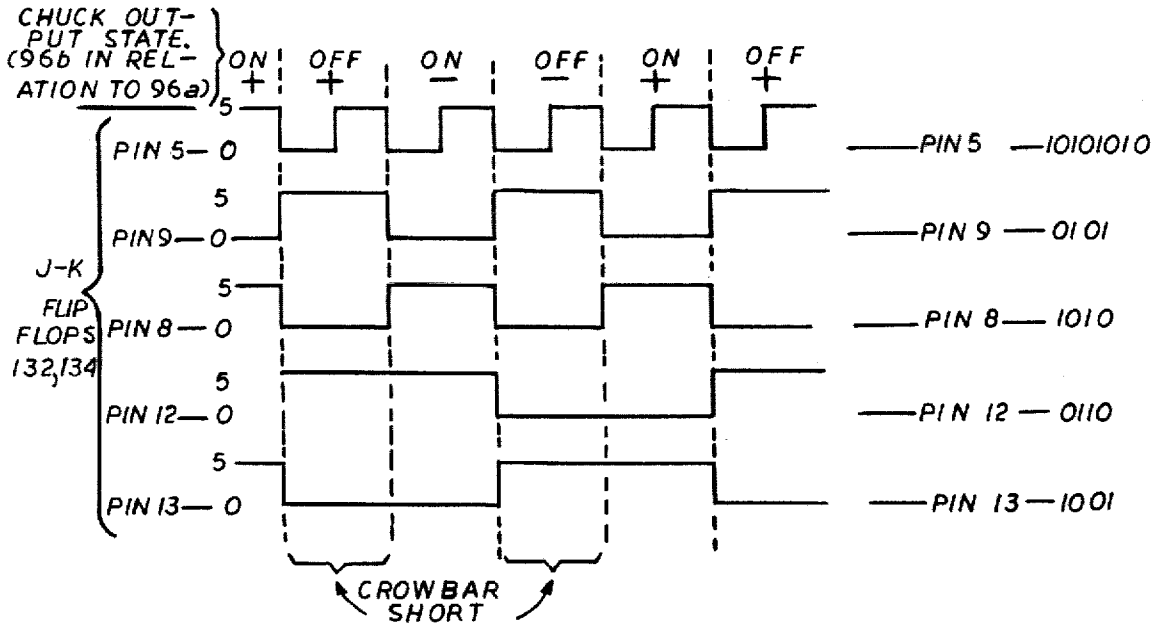 CHUCK OUT-
PUT STATE.
(96b IN REL-
ATION TO 96a)
ON OFF ON OFF ON OFF
+ + − − + +
5
PIN 5— 0 ——PIN 5 —10101010
5
PIN9— 0 ——PIN 9 — 0101
J-K
FLIP
FLOPS
132,134
5
PIN 8— 0 ——PIN 8— 1010
5
PIN 12— 0 ——PIN 12 — 0110
5
PIN 13— 0 ——PIN 13—1001
CROWBAR
SHORT